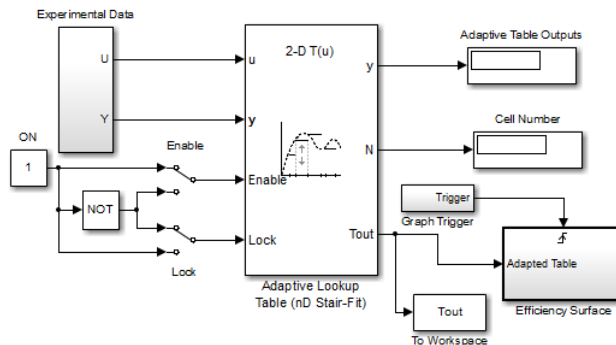 Experimental Data
U
Y
ON
1
NOT
Enable
Lock
2-D T(u)
u
y
Enable
Lock
y
N
Tout
Adaptive Lookup
Table (nD Stair-Fit)
Adaptive Table Outputs
Cell Number
Trigger
Graph Trigger
Adapted Table
Efficiency Surface
Tout
To Workspace